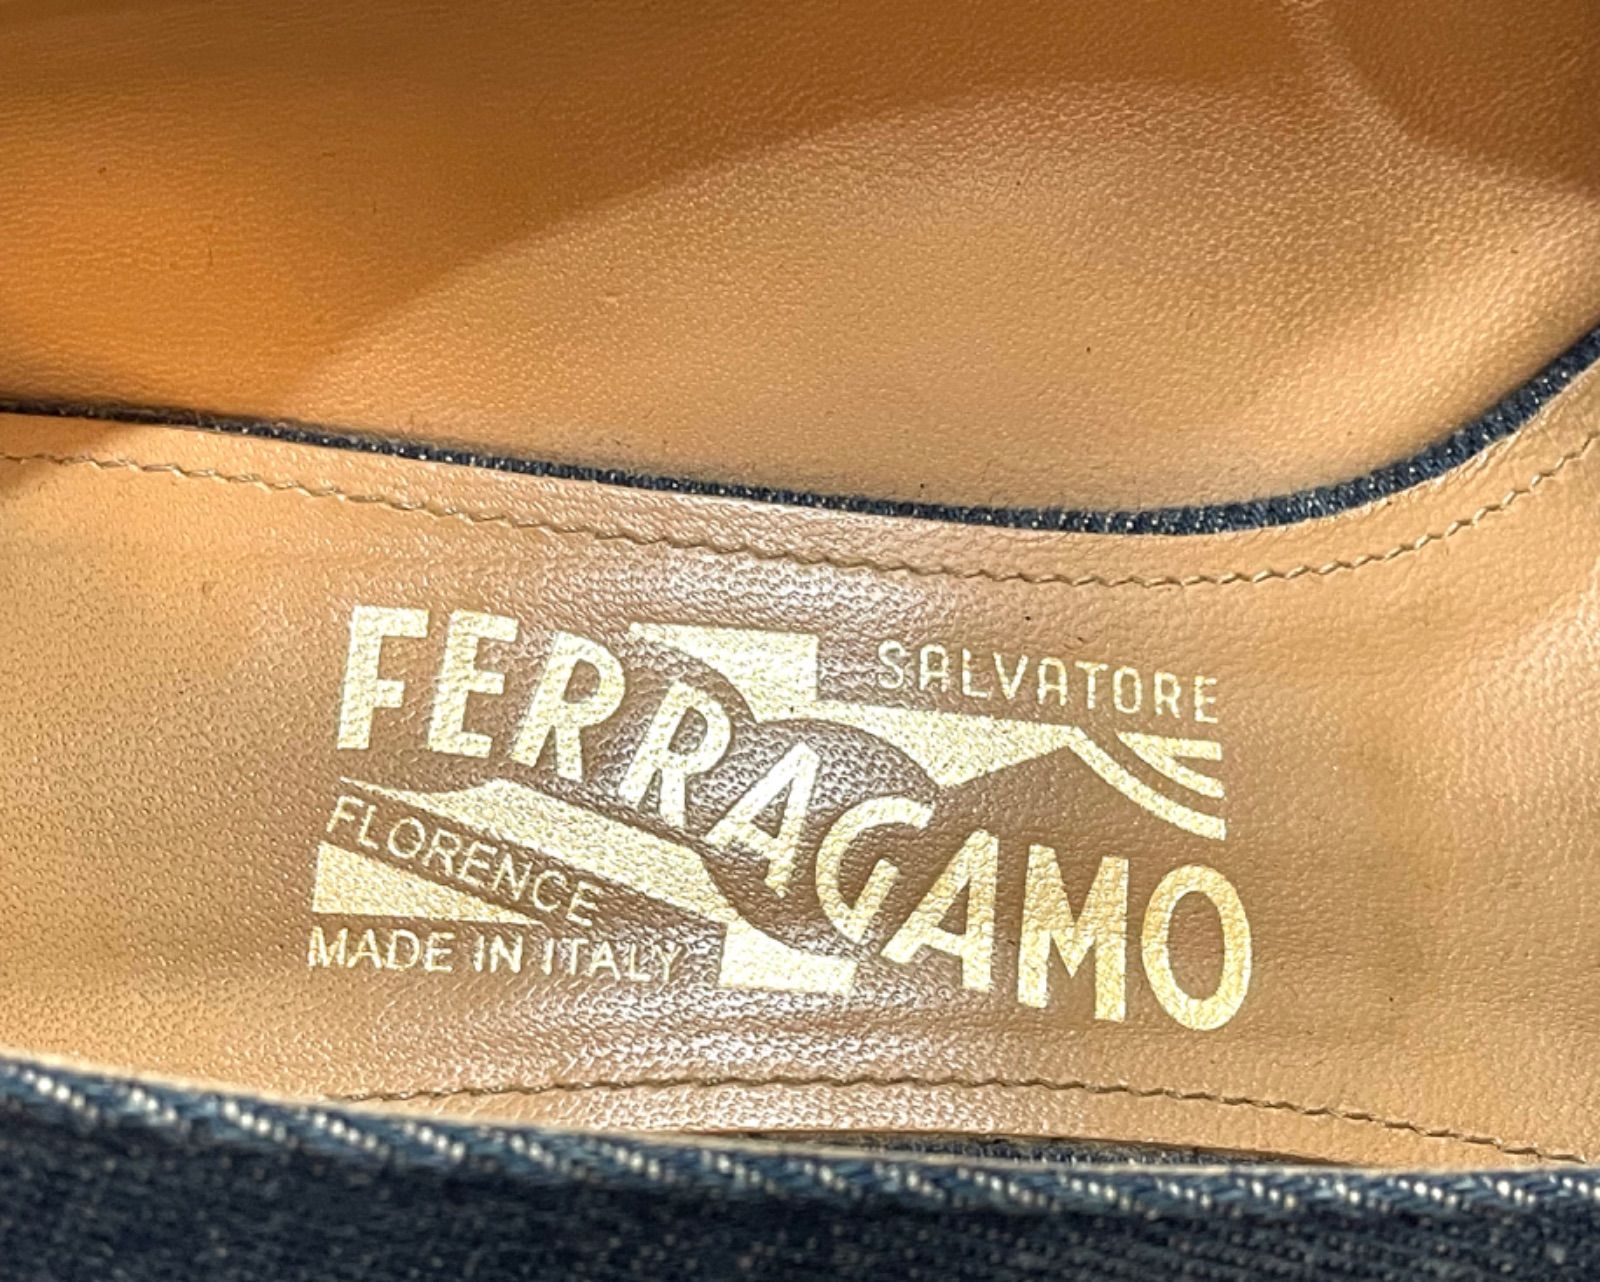 SALVATORE
FERRAGAMO
FLORENCE
MADE IN ITALY